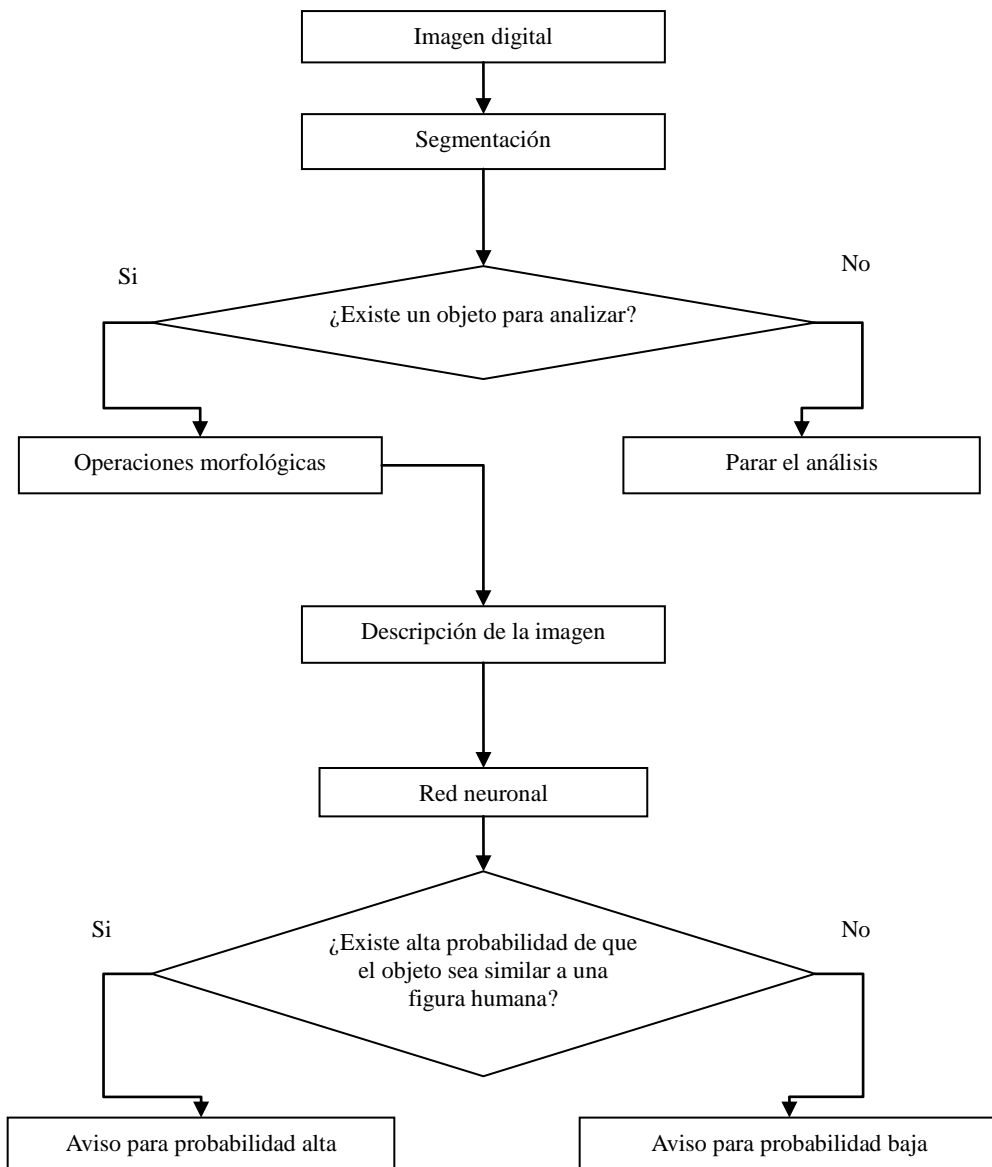 Imagen digital
Segmentación
Si
No
¿Existe un objeto para analizar?
Operaciones morfológicas
Parar el análisis
Descripción de la imagen
Red neuronal
Si
No
¿Existe alta probabilidad de que
el objeto sea similar a una
figura humana?
Aviso para probabilidad alta
Aviso para probabilidad baja